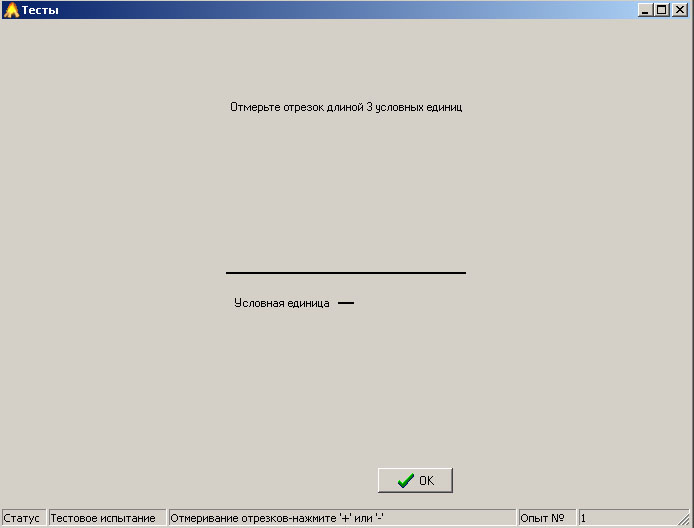 Тесты
Отмерьте отрезок длиной 3 условных единиц
Условная единица
OK
Статус Тестовое испытание Отмеривание отрезков-нажмите '+' или '-' Опыт № 1